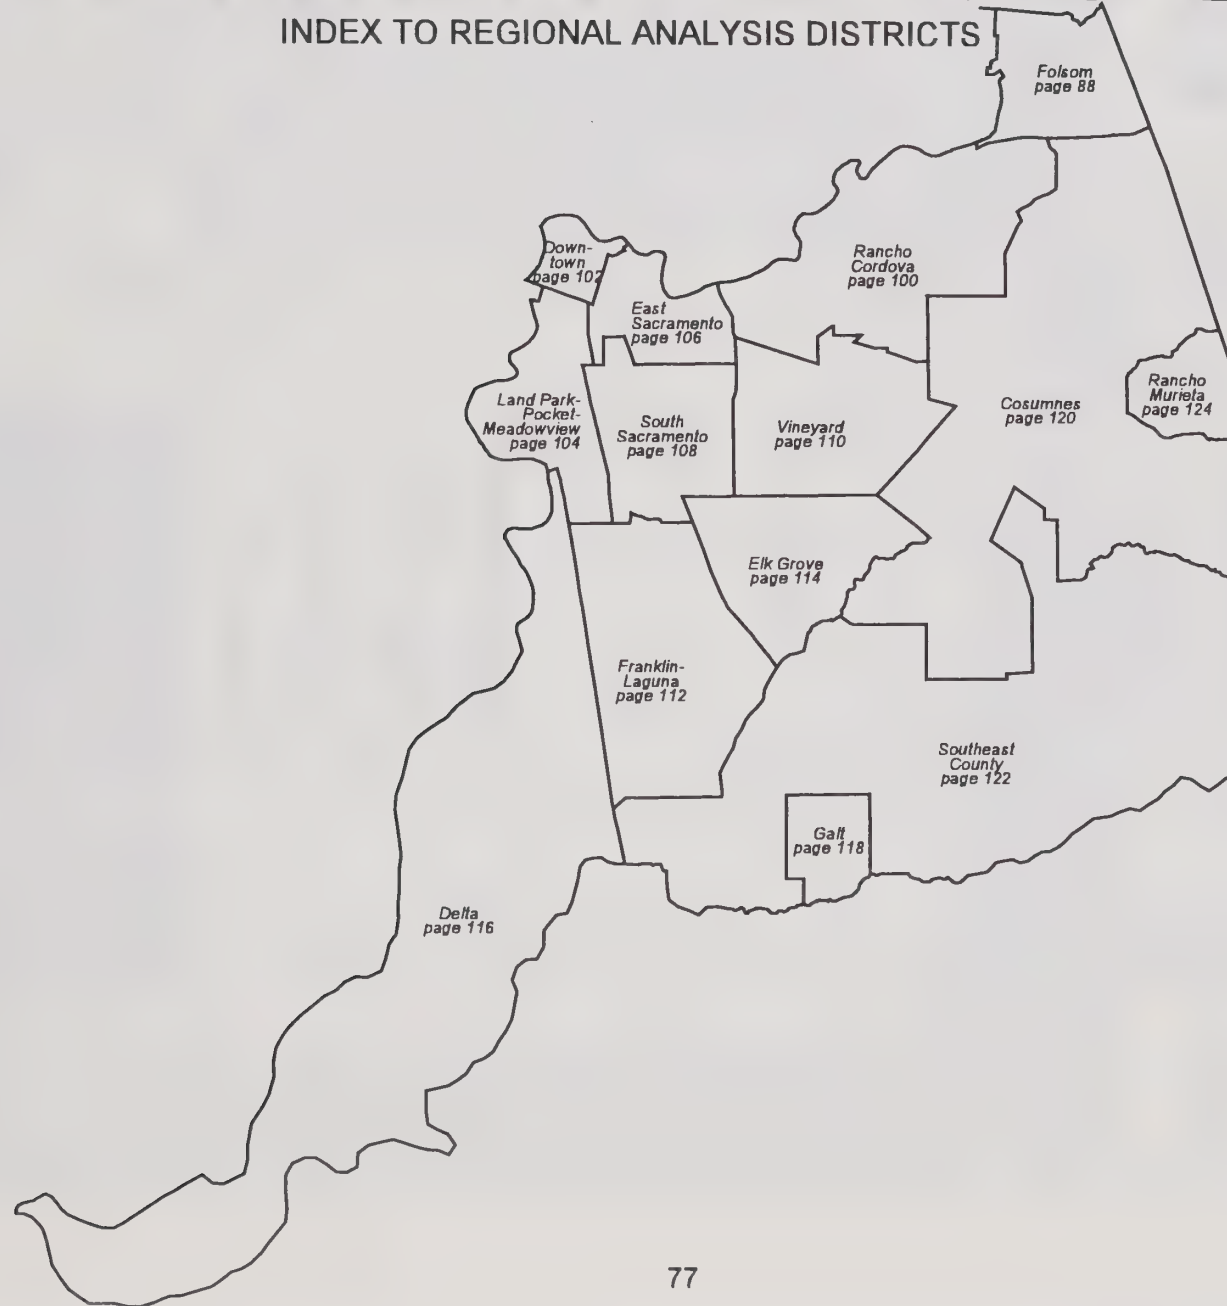 INDEX TO REGIONAL ANALYSIS DISTRICTS
Folsom
page 88
Down-
town
page 102
Rancho
Cordova
page 100
East
Sacramento
page 106
Land Park-
Pocket-
Meadowview
page 104
South
Sacramento
page 108
Vineyard
page 110
Cosumnes
page 120
Rancho
Murieta
page 124
Elk Grove
page 114
Franklin-
Laguna
page 112
Southeast
County
page 122
Galt
page 118
Delta
page 116
77